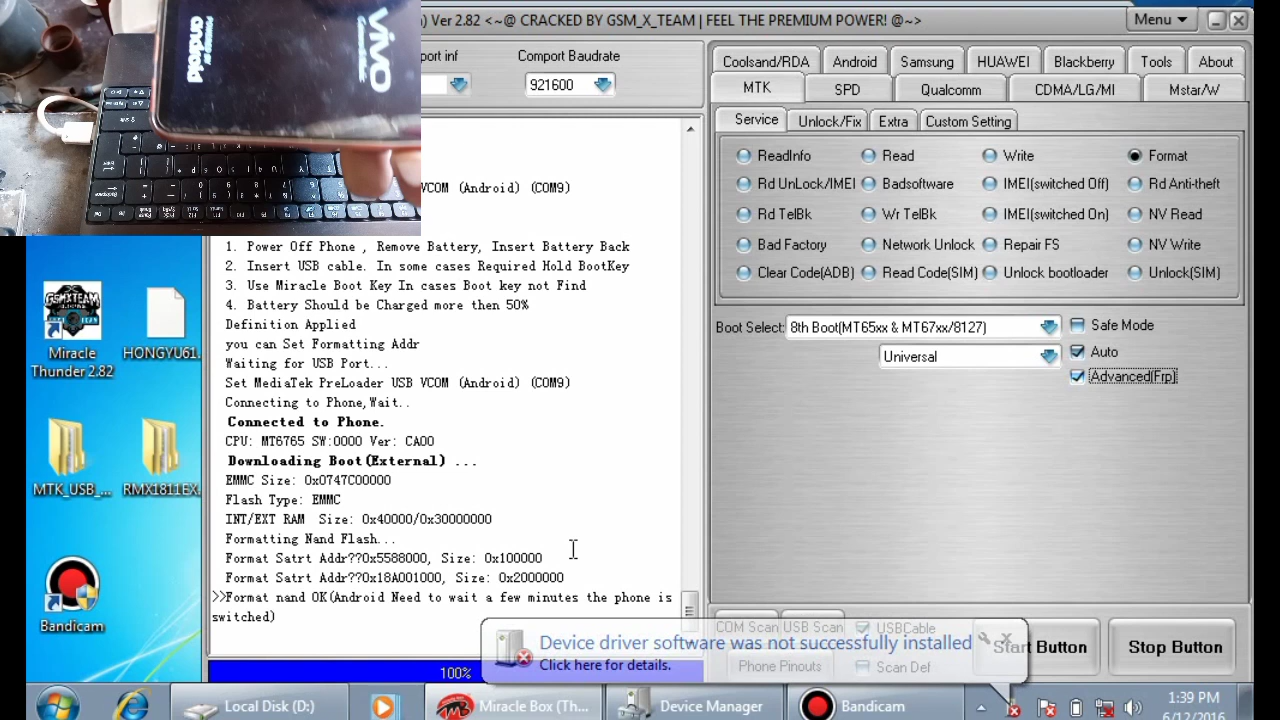 ) Ver 2.82 <~@ CRACKED BY GSM_X_TEAM | FEEL THE PREMIUM POWER! @~>
Menu
vivo
POWERED BY
android
port inf
Comport Baudrate
921600
Coolsand/RDA
Android
Samsung
HUAWEI
Blackberry
Tools
About
MTK
SPD
Qualcomm
CDMA/LG/MI
Mstar/W
Service
Unlock/Fix
Extra
Custom Setting
ReadInfo
Read
Write
Format
Rd UnLock/IMEI
Badsoftware
IMEI(switched Off)
Rd Anti-theft
Rd TelBk
Wr TelBk
IMEI(switched On)
NV Read
Bad Factory
Network Unlock
Repair FS
NV Write
Clear Code(ADB)
Read Code(SIM)
Unlock bootloader
Unlock(SIM)
Boot Select:
8th Boot(MT65xx & MT67xx/8127)
Safe Mode
Universal
Auto
Advanced(Frp)
VCOM (Android) (COM9)
1. Power Off Phone , Remove Battery, Insert Battery Back
2. Insert USB cable. In some cases Required Hold BootKey
3. Use Miracle Boot Key In cases Boot key not Find
4. Battery Should be Charged more then 50%
Definition Applied
you can Set Formatting Addr
Waiting for USB Port...
Set MediaTek PreLoader USB VCOM (Android) (COM9)
Connecting to Phone,Wait..
Connected to Phone.
CPU: MT6765 SW:0000 Ver: CA00
Downloading Boot(External) ...
EMMC Size: 0x0747C00000
Flash Type: EMMC
INT/EXT RAM Size: 0x40000/0x30000000
Formatting Nand Flash...
Format Satrt Addr??0x5588000, Size: 0x100000
Format Satrt Addr??0x18A001000, Size: 0x2000000
>>Format nand OK(Android Need to wait a few minutes the phone is
switched)
100%
Miracle
Thunder 2.82
HONGYU61.
MTK_USB_...
RMX1811EX.
Bandicam
COM Scan
USB Scan
USBCable
Phone Pinouts
Scan Def
Start Button
Stop Button
Device driver software was not successfully installed
Click here for details.
Local Disk (D:)
Miracle Box (Th...
Device Manager
Bandicam
1:39 PM
6/12/2016